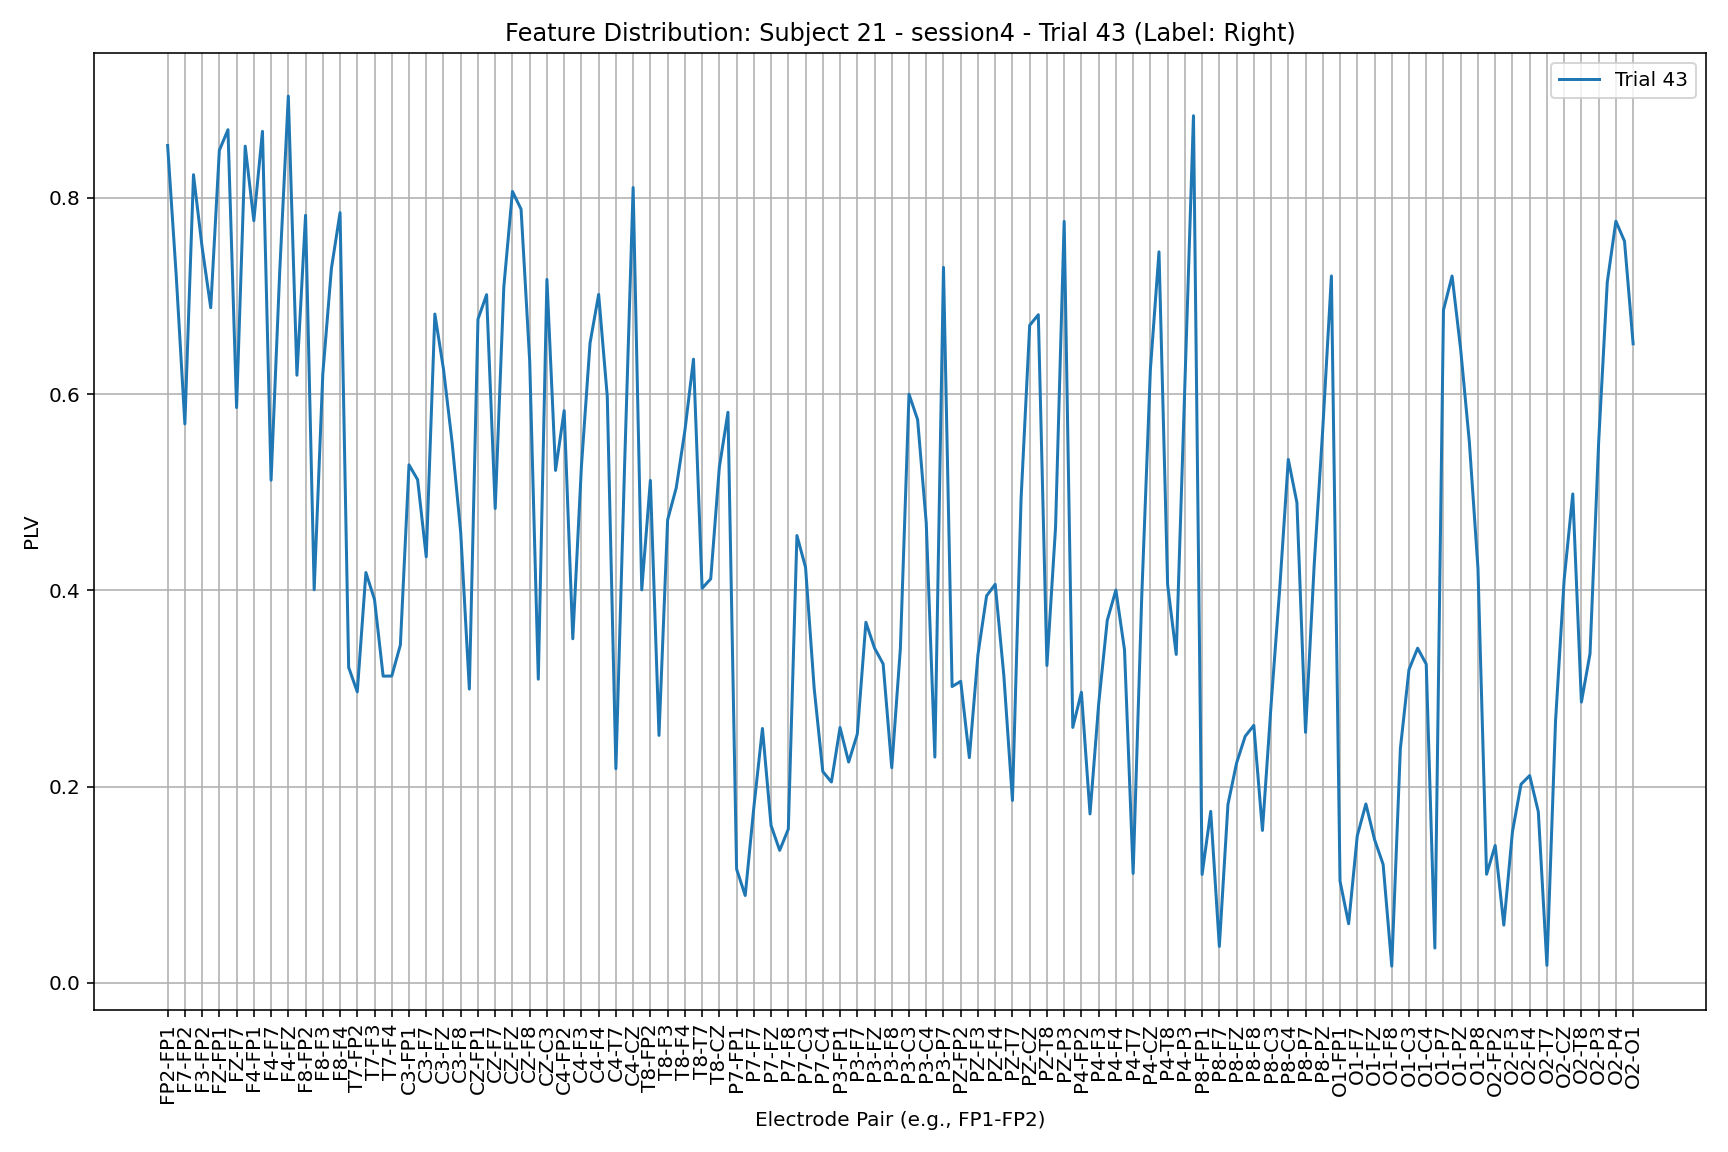 Feature Distribution: Subject 21 - session4 - Trial 43 (Label: Right)
Trial 43
PLV
0.8
0.6
0.4
0.2
0.0
FP2-FP1
F7-FP2
F3-FP2
FZ-FP1
FZ-F7
F4-FP1
F4-F7
F4-FZ
F8-FP2
F8-F3
F8-F4
T7-FP2
T7-F3
T7-F4
C3-FP1
C3-F7
C3-FZ
C3-F8
CZ-FP1
CZ-F7
CZ-FZ
CZ-F8
CZ-C3
C4-FP2
C4-F3
C4-F4
C4-T7
C4-CZ
T8-FP2
T8-F3
T8-F4
T8-T7
T8-CZ
P7-FP1
P7-F7
P7-FZ
P7-F8
P7-C3
P7-C4
P3-FP1
P3-F7
P3-FZ
P3-F8
P3-C3
P3-C4
P3-P7
PZ-FP2
PZ-F3
PZ-F4
PZ-T7
PZ-CZ
PZ-T8
PZ-P3
P4-FP2
P4-F3
P4-F4
P4-T7
P4-CZ
P4-T8
P4-P3
P8-FP1
P8-F7
P8-FZ
P8-F8
P8-C3
P8-C4
P8-P7
P8-PZ
O1-FP1
O1-F7
O1-FZ
O1-F8
O1-C3
O1-C4
O1-P7
O1-PZ
O1-P8
O2-FP2
O2-F3
O2-F4
O2-T7
O2-CZ
O2-T8
O2-P3
O2-P4
O2-O1
Electrode Pair (e.g., FP1-FP2)